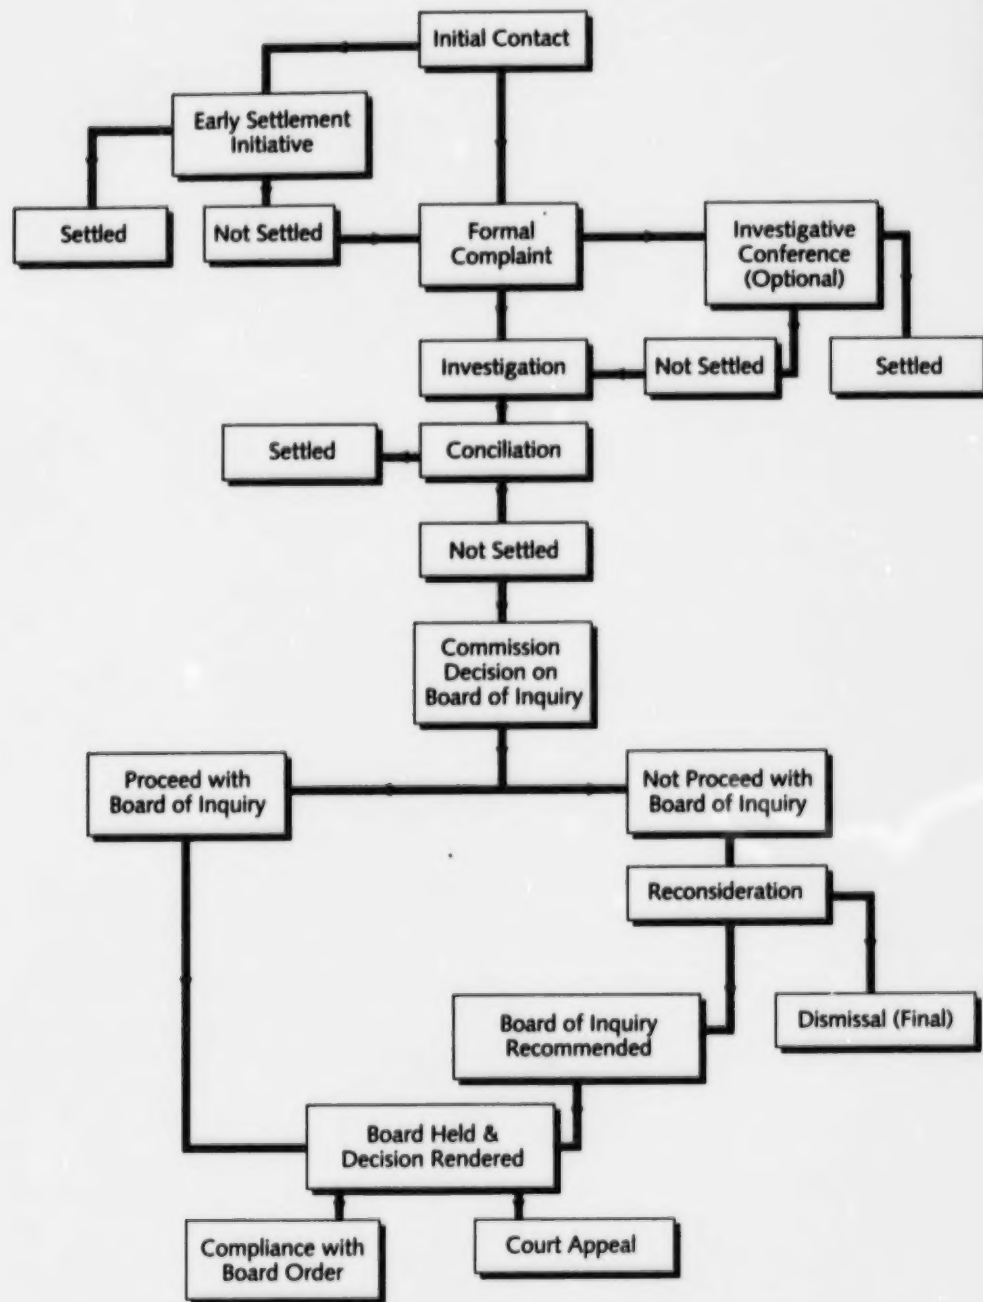 Initial Contact
Early Settlement
Initiative
Settled
Not Settled
Formal
Complaint
Investigative
Conference
(Optional)
Investigation
Not Settled
Settled
Settled
Conciliation
Not Settled
Commission
Decision on
Board of Inquiry
Proceed with
Board of Inquiry
Not Proceed with
Board of Inquiry
Reconsideration
Board of Inquiry
Recommended
Dismissal (Final)
Board Held &
Decision Rendered
Compliance with
Board Order
Court Appeal